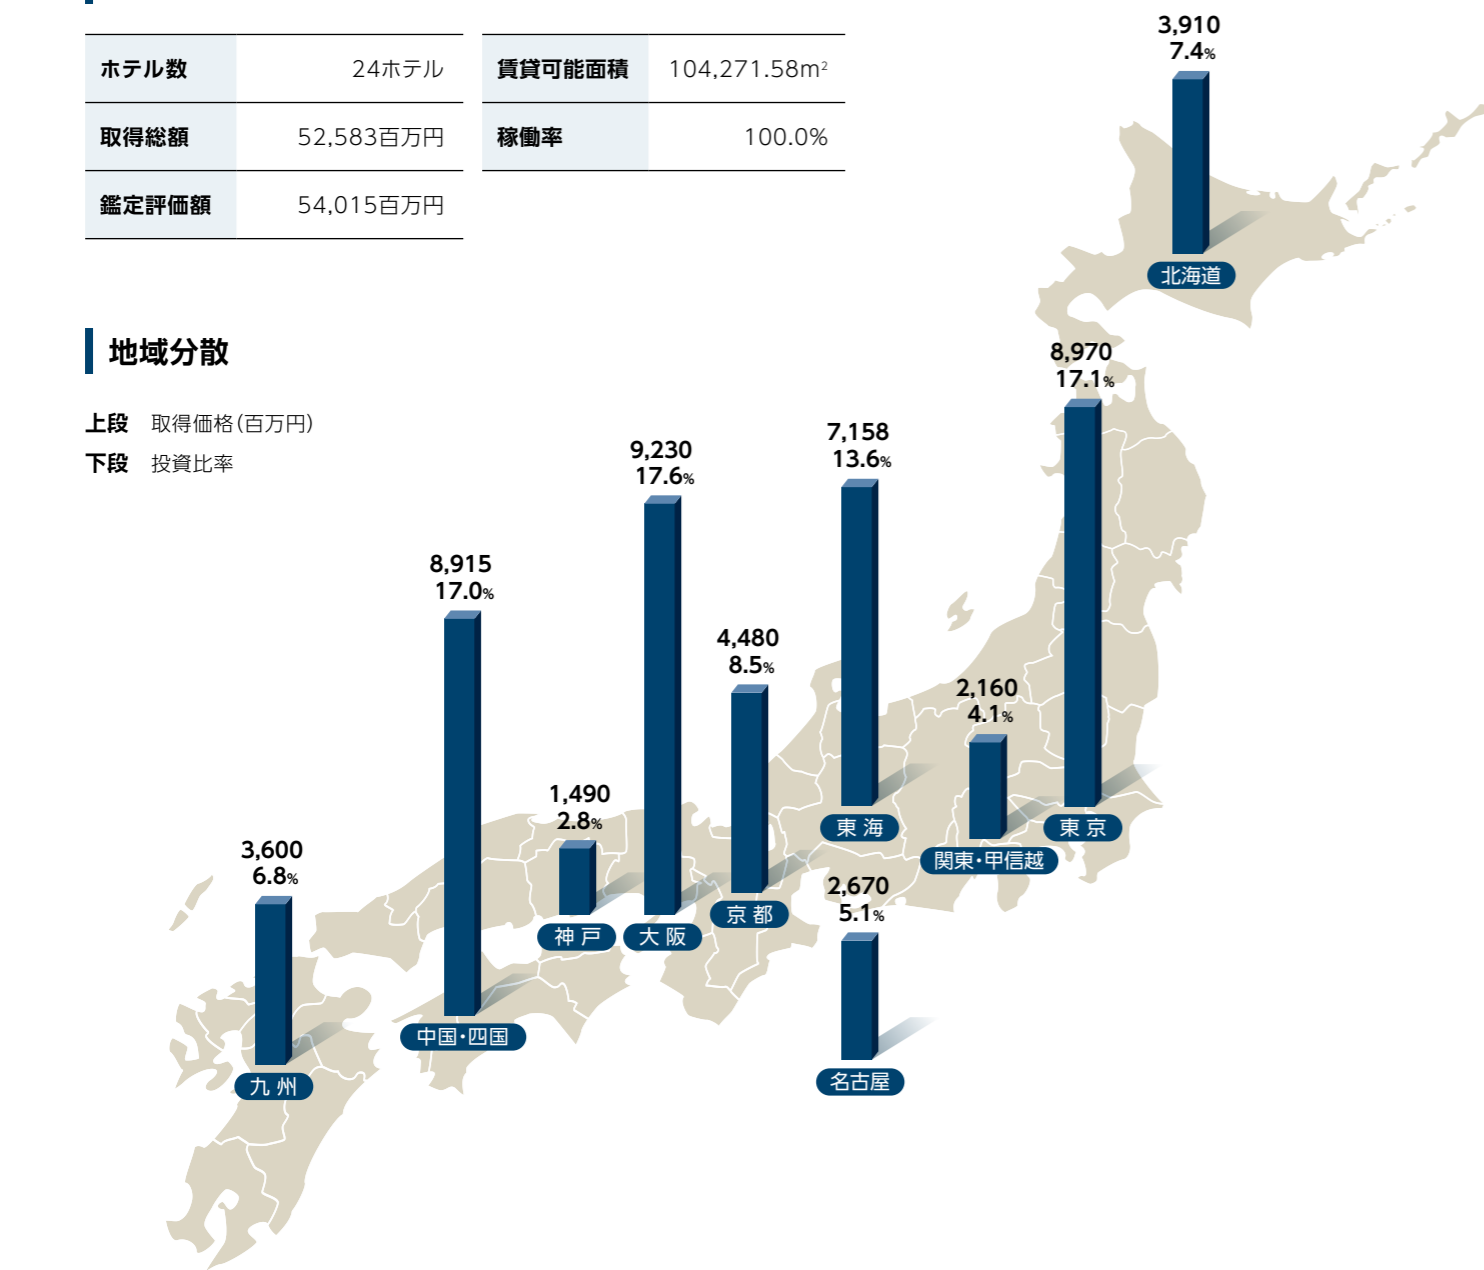 ホテル数 24ホテル
取得総額 52,583百万円
鑑定評価額 54,015百万円
賃貸可能面積 104,271.58m²
稼働率 100.0%
地域分散
上段 取得価格(百万円)
下段 投資比率
3,910
7.4%
北海道
8,970
17.1%
東京
7,158
13.6%
東海
9,230
17.6%
大阪
8,915
17.0%
中国・四国
4,480
8.5%
京都
2,160
4.1%
関東・甲信越
1,490
2.8%
神戸
3,600
6.8%
九州
2,670
5.1%
名古屋